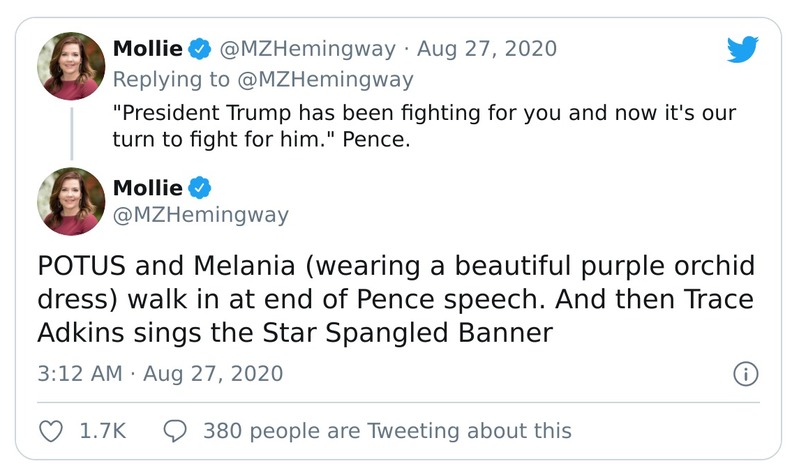 Mollie @MZHemingway · Aug 27, 2020
Replying to @MZHemingway
"President Trump has been fighting for you and now it's our
turn to fight for him." Pence.
Mollie
@MZHemingway
POTUS and Melania (wearing a beautiful purple orchid
dress) walk in at end of Pence speech. And then Trace
Adkins sings the Star Spangled Banner
3:12 AM · Aug 27, 2020
1.7K 380 people are Tweeting about this